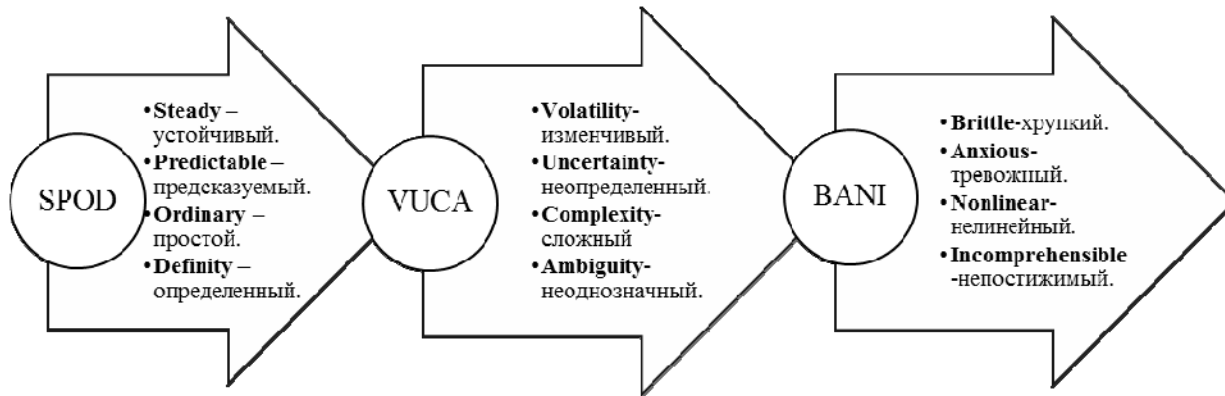 SPOD
•Steady –
устойчивый.
•Predictable –
предсказуемый.
•Ordinary –
простой.
•Definity –
определенный.
VUCA
•Volatility-
изменчивый.
•Uncertainty-
неопределенный.
•Complexity-
сложный
•Ambiguity-
неоднозначный.
BANI
•Brittle-хрупкий.
•Anxious-
тревожный.
•Nonlinear-
нелинейный.
•Incomprehensible
-непостижимый.